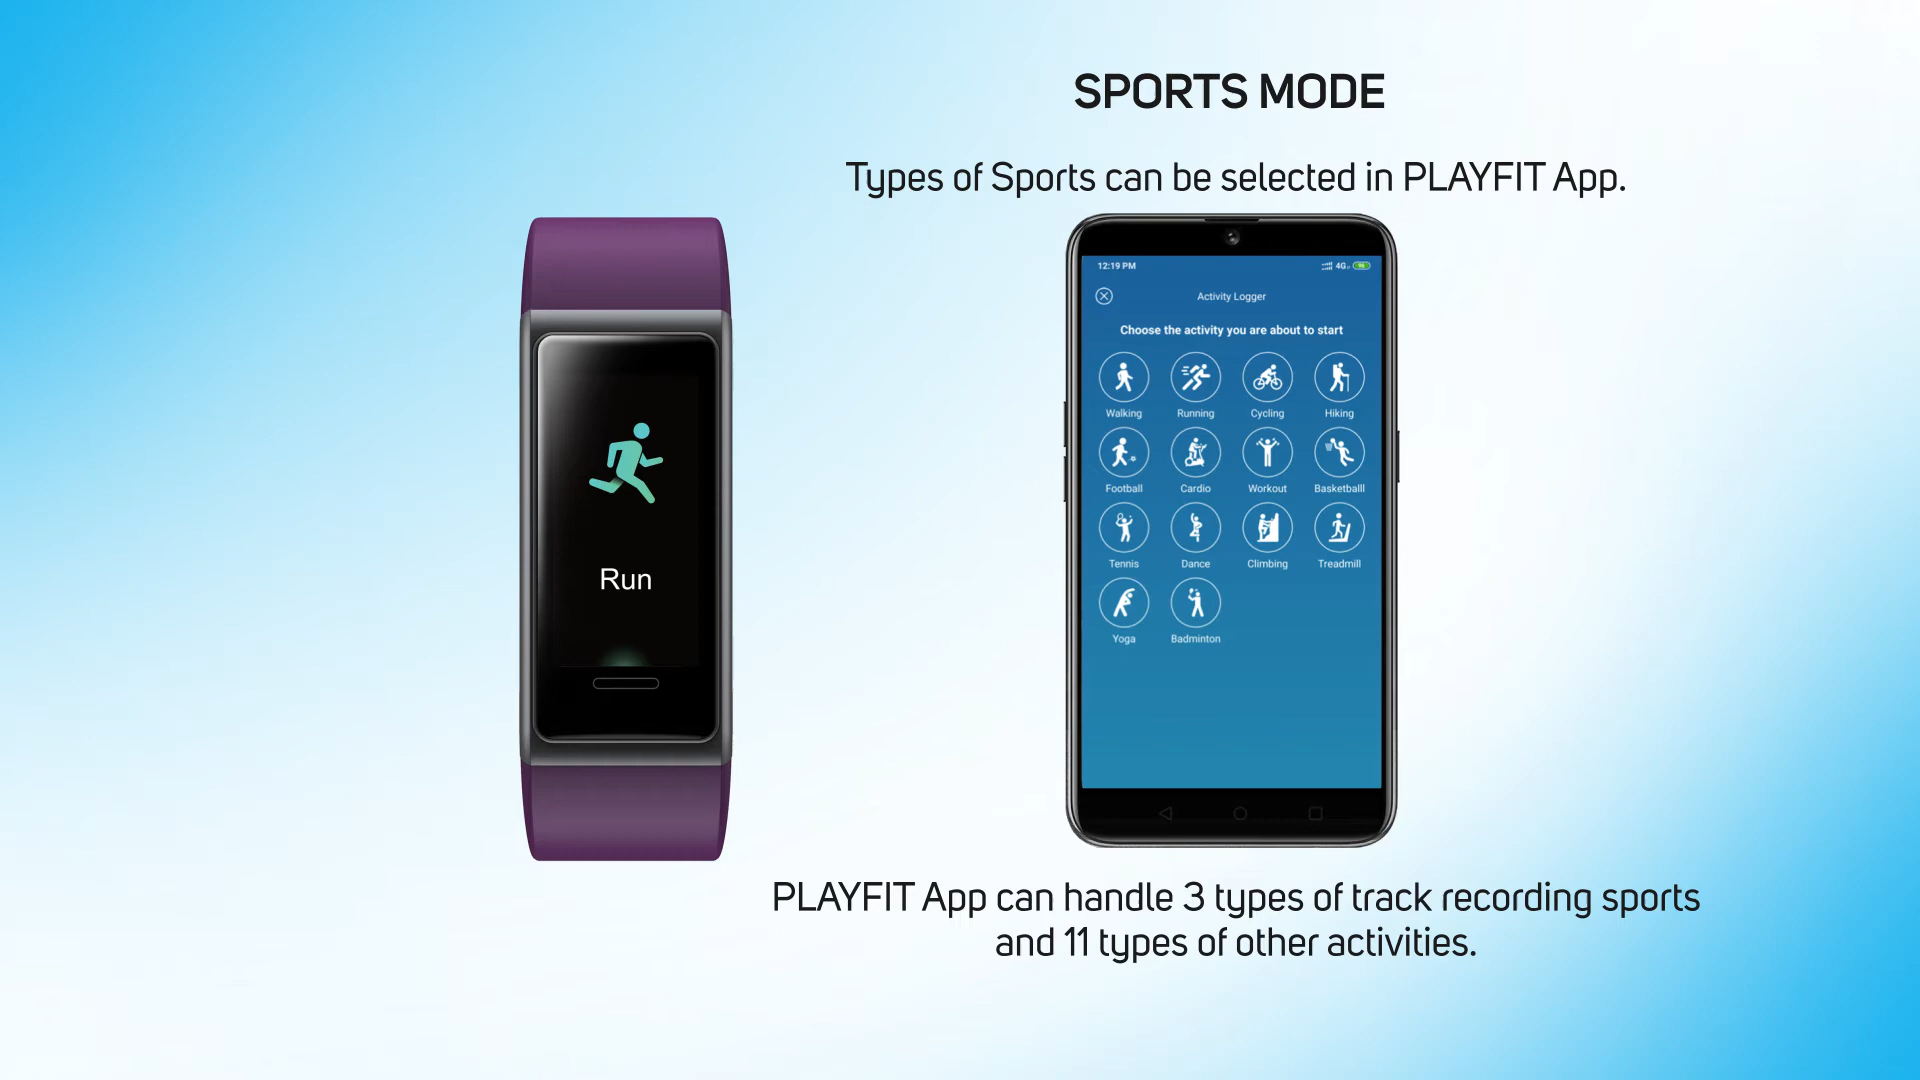 SPORTS MODE
Types of Sports can be selected in PLAYFIT App.
Run
12:19 PM
4G
Activity Logger
Choose the activity you are about to start
Walking Running Cycling Hiking
Football Cardio Workout Basketballl
Tennis Dance Climbing Treadmill
Yoga Badminton
PLAYFIT App can handle 3 types of track recording sports
and 11 types of other activities.